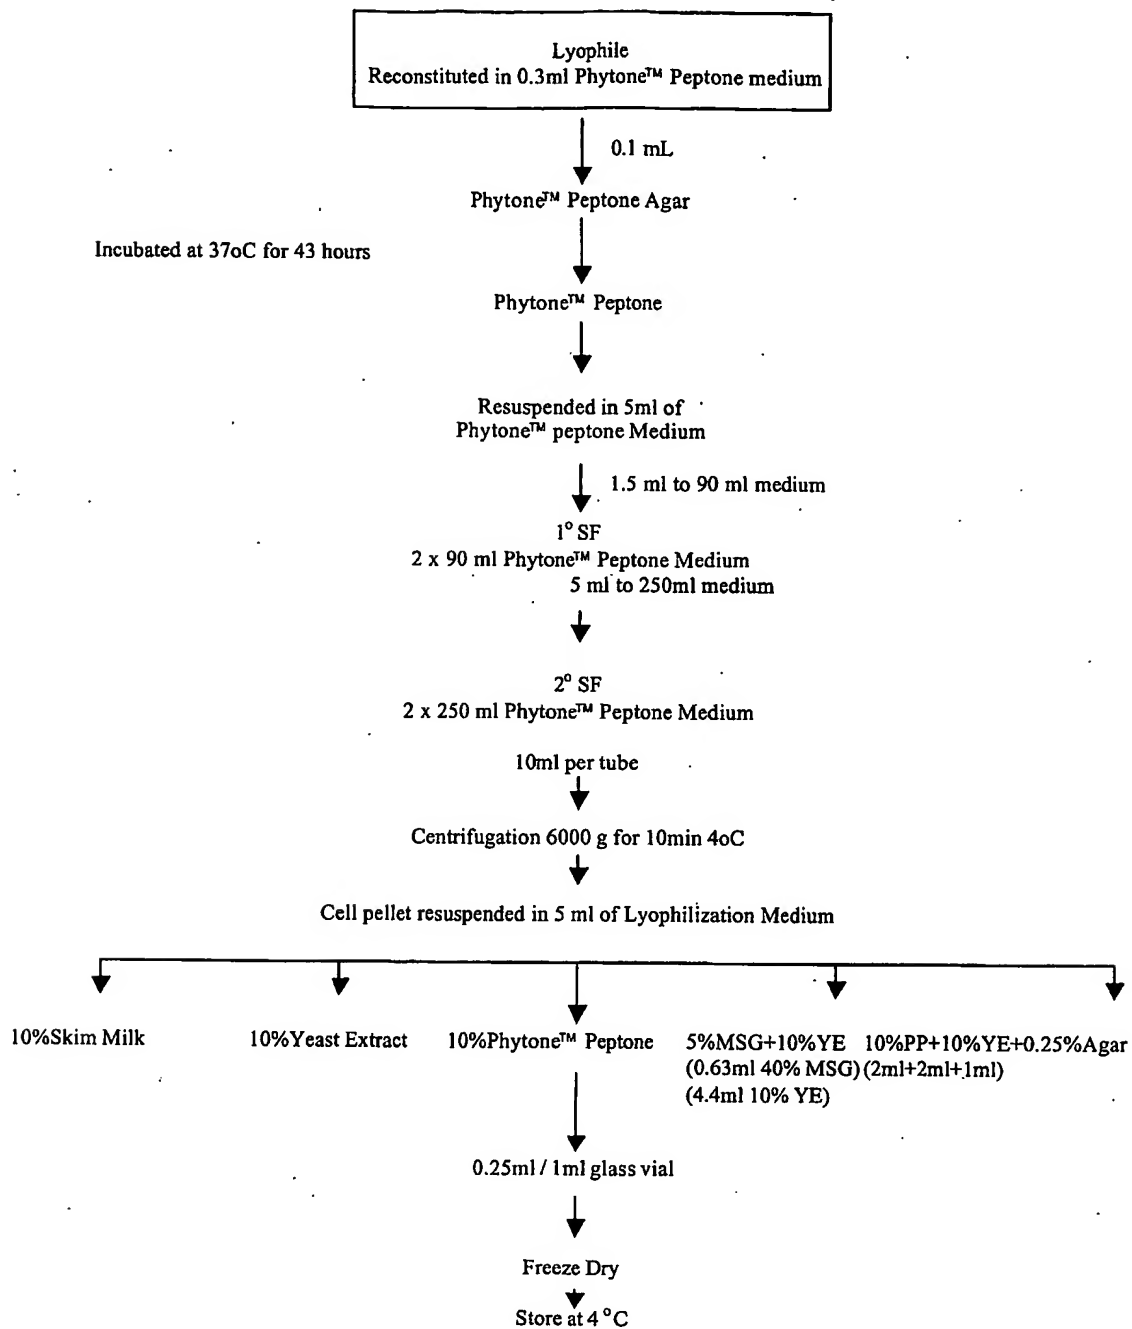 Lyophile
Reconstituted in 0.3ml Phytone™ Peptone medium
0.1 mL
Phytone™ Peptone Agar
Incubated at 37oC for 43 hours
Phytone™ Peptone
Resuspended in 5ml of
Phytone™ peptone Medium
1.5 ml to 90 ml medium
1° SF
2 x 90 ml Phytone™ Peptone Medium
5 ml to 250ml medium
2° SF
2 x 250 ml Phytone™ Peptone Medium
10ml per tube
Centrifugation 6000 g for 10min 4oC
Cell pellet resuspended in 5 ml of Lyophilization Medium
10%Skim Milk 10%Yeast Extract 10%Phytone™ Peptone 5%MSG+10%YE 10%PP+10%YE+0.25%Agar
(0.63ml 40% MSG) (2ml+2ml+1ml)
(4.4ml 10% YE)
0.25ml / 1ml glass vial
Freeze Dry
Store at 4 °C